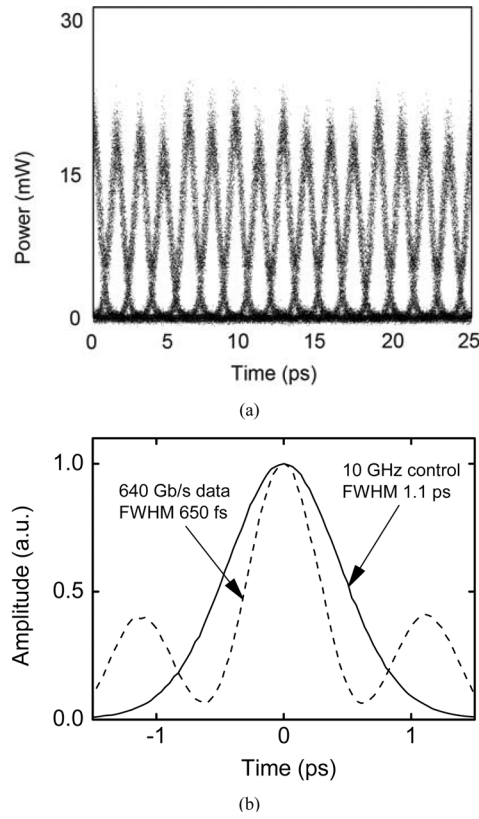 30
15
0
Power (mW)
0 5 10 15 20 25
Time (ps)
(a)
1.0
0.5
0.0
Amplitude (a.u.)
640 Gb/s data
FWHM 650 fs
10 GHz control
FWHM 1.1 ps
-1 0 1
Time (ps)
(b)